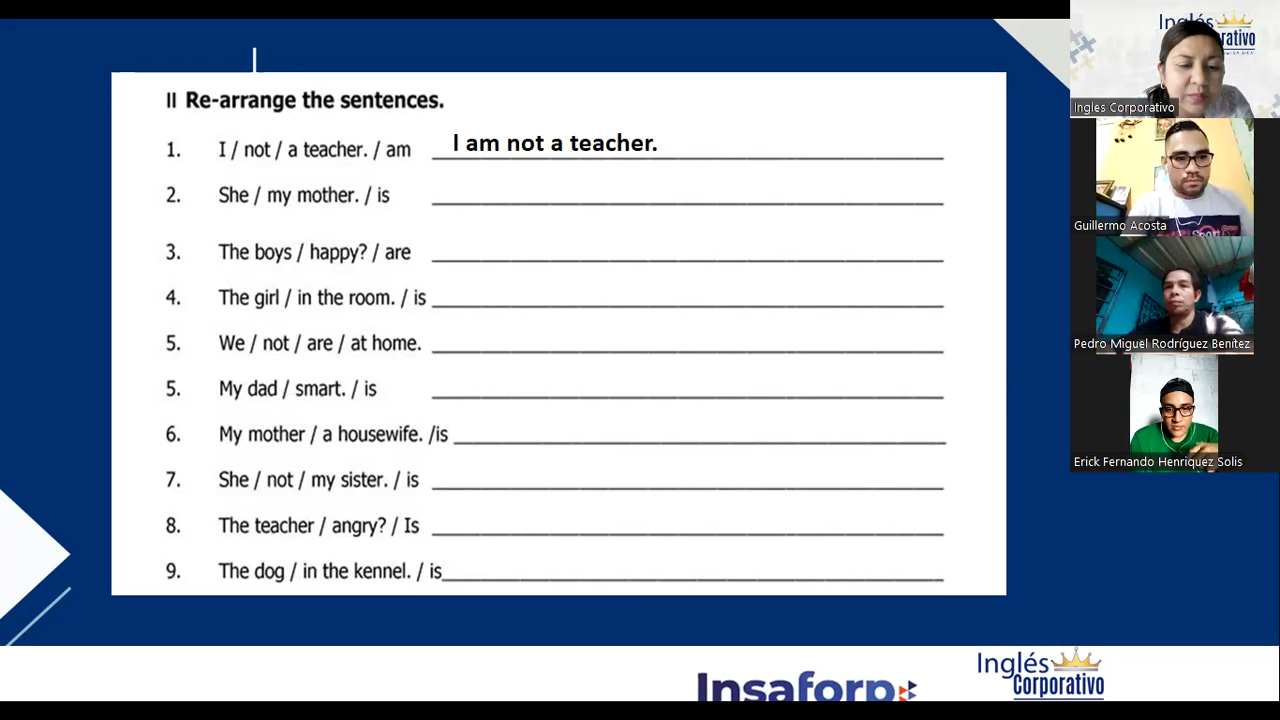 II Re-arrange the sentences.
1. I / not / a teacher. / am I am not a teacher.
2. She / my mother. / is
3. The boys / happy? / are
4. The girl / in the room. / is
5. We / not / are / at home.
5. My dad / smart. / is
6. My mother / a housewife. /is
7. She / not / my sister. / is
8. The teacher / angry? / Is
9. The dog / in the kennel. / is
Insaforp
Inglés
Corporativo
Inglés
Ingles Corporativo
Guillermo Acosta
Pedro Miguel Rodríguez Benítez
Erick Fernando Henriquez Solis